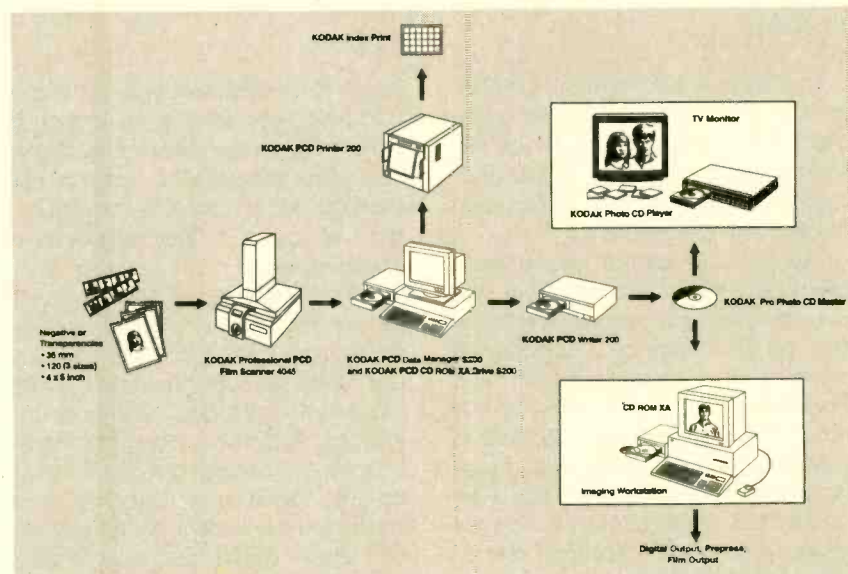 KODAK Index Print
KODAK PCD Printer 200
TV Monitor
KODAK Photo CD Player
Negative or
Transparencies
• 35 mm
• 120 (3 sizes)
• 4 x 5 inch
KODAK Professional PCD
Film Scanner 4045
KODAK PCD Data Manager S200
and KODAK PCD CD ROM XA Drive S200
KODAK PCD Writer 200
KODAK Pro Photo CD Master
CD ROM XA
Imaging Workstation
Digital Output, Prepress,
Film Output